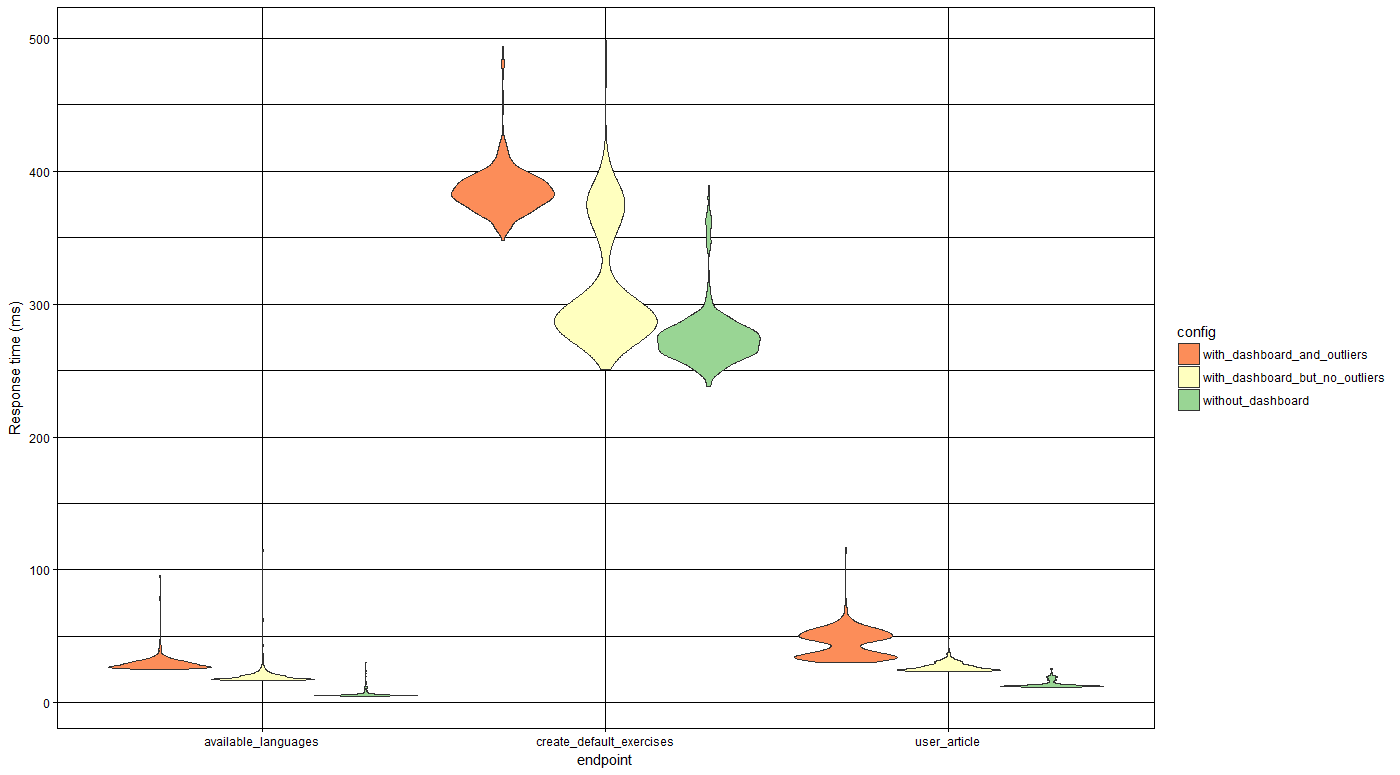 500
400
300
200
100
0
Response time (ms)
available_languages
create_default_exercises
user_article
endpoint
config
with_dashboard_and_outliers
with_dashboard_but_no_outliers
without_dashboard